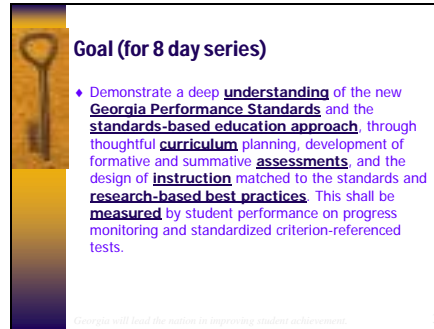 Goal (for 8 day series)
♦ Demonstrate a deep understanding of the new
Georgia Performance Standards and the
standards-based education approach, through
thoughtful curriculum planning, development of
formative and summative assessments, and the
design of instruction matched to the standards and
research-based best practices. This shall be
measured by student performance on progress
monitoring and standardized criterion-referenced
tests.
Georgia will lead the nation in improving student achievement.